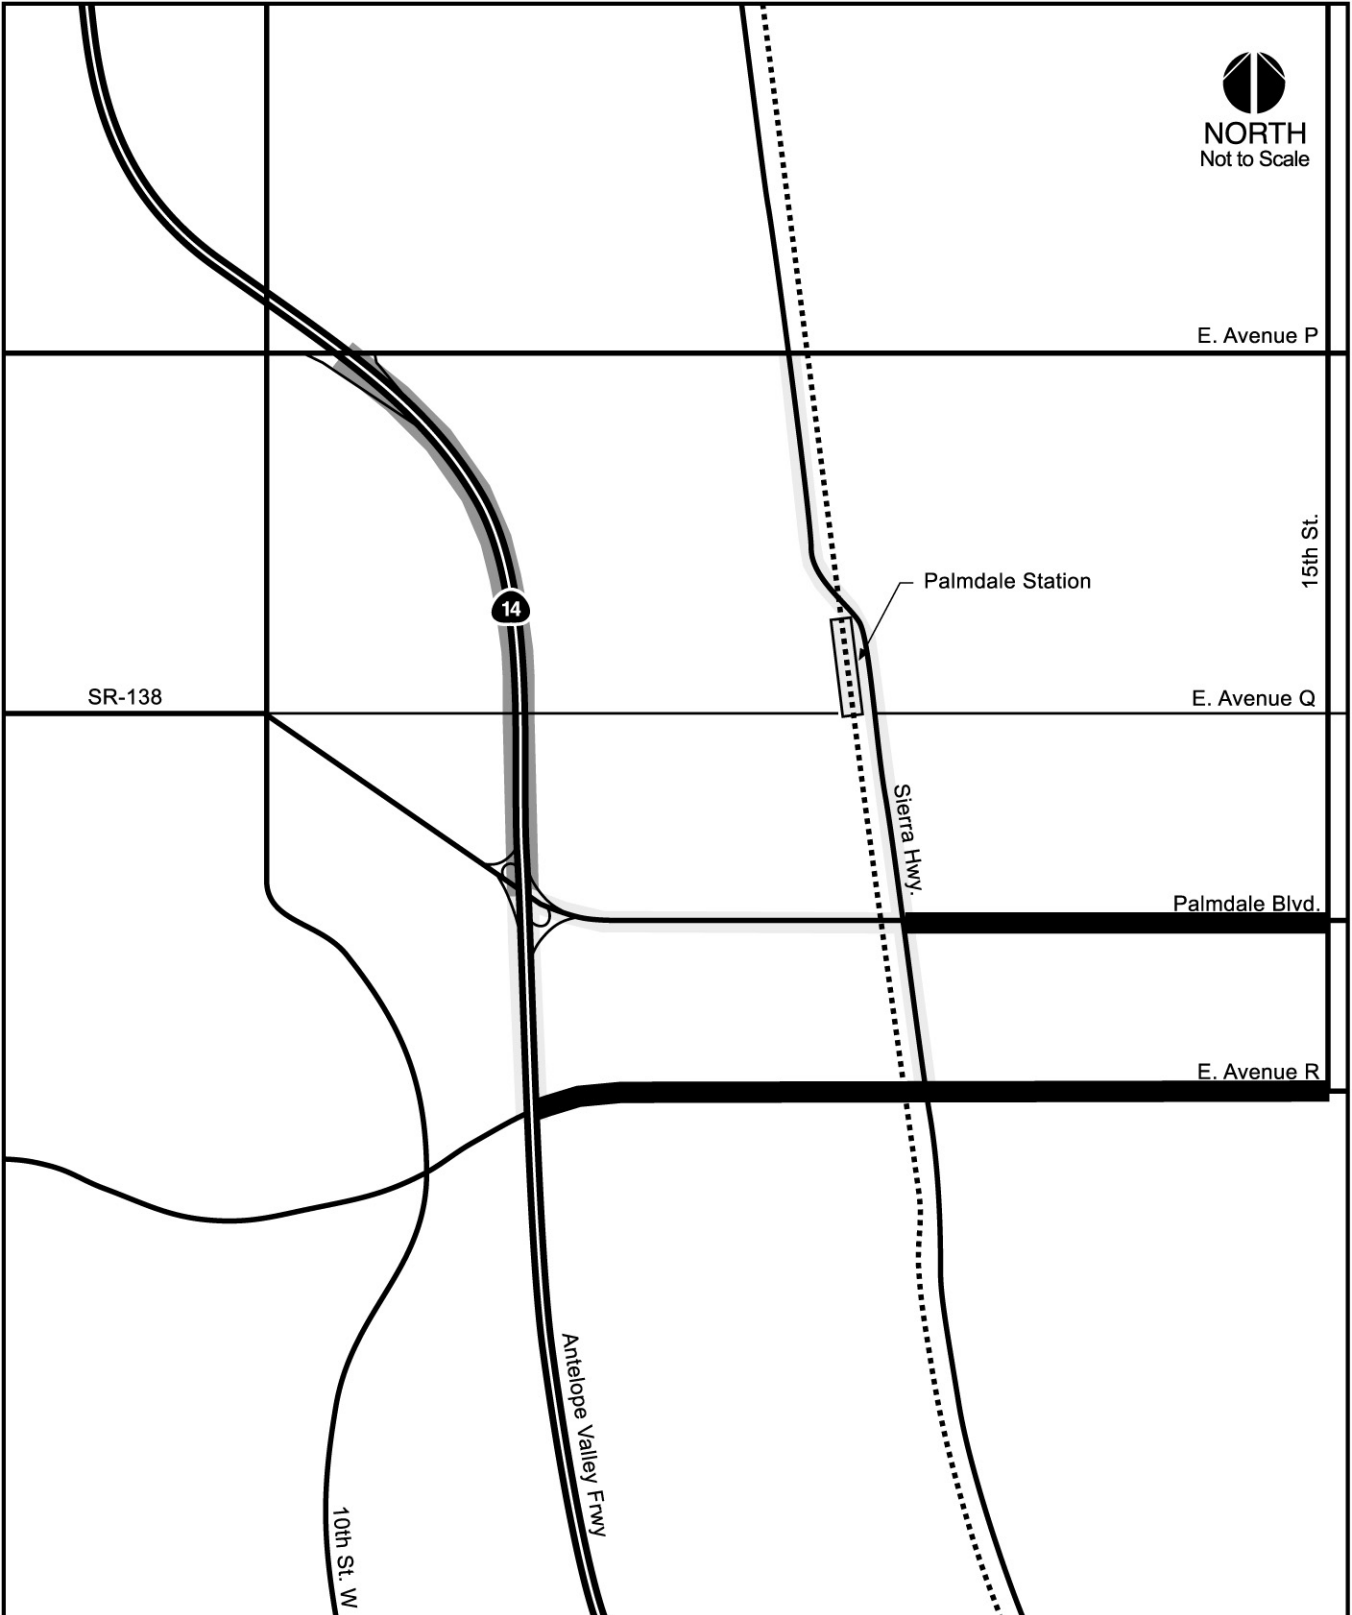 NORTH
Not to Scale
E. Avenue P
15th St.
Palmdale Station
14
SR-138
E. Avenue Q
Sierra Hwy.
Palmdale Blvd.
E. Avenue R
Antelope Valley Frwy
10th St. W